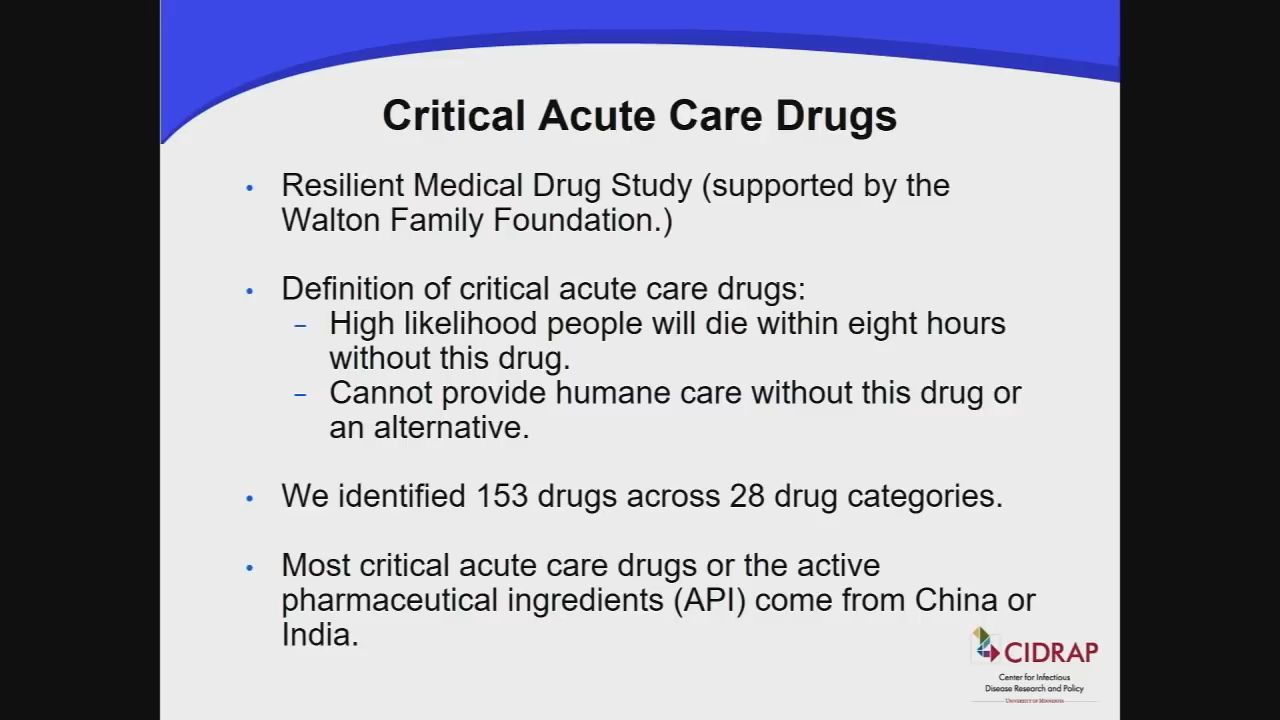 Critical Acute Care Drugs
• Resilient Medical Drug Study (supported by the
Walton Family Foundation.)
• Definition of critical acute care drugs:
– High likelihood people will die within eight hours
without this drug.
– Cannot provide humane care without this drug or
an alternative.
• We identified 153 drugs across 28 drug categories.
• Most critical acute care drugs or the active
pharmaceutical ingredients (API) come from China or
India.
CIDRAP
Center for Infectious
Disease Research and Policy
UNIVERSITY OF MINNESOTA